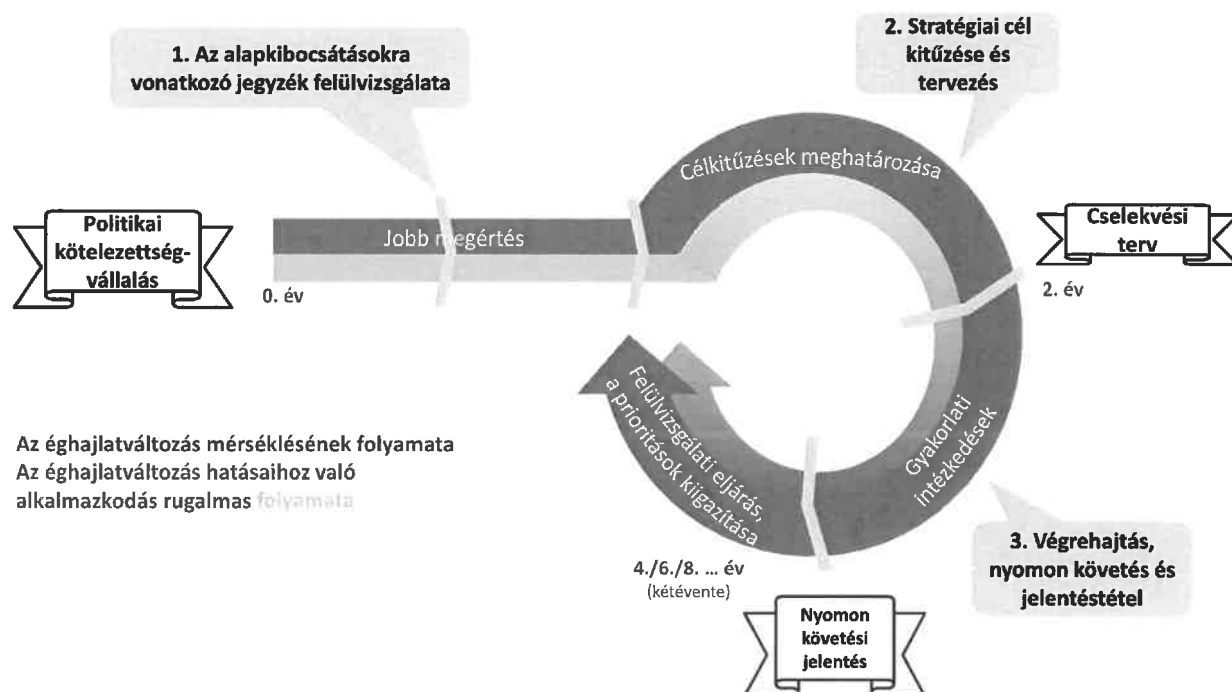 1. Az alapkibocsátásokra
vonatkozó jegyzék felülvizsgálata
2. Stratégiai cél
kitűzése és
tervezés
Célkitűzések meghatározása
Politikai
kötelezettség-
vállalás
Jobb megértés
Cselekvési
terv
0. év
2. év
Felülvizsgálati eljárás,
a prioritások kiigazítása
Gyakorlati
intézkedések
Az éghajlatváltozás mérséklésének folyamata
Az éghajlatváltozás hatásaihoz való
alkalmazkodás rugalmas folyamata
3. Végrehajtás,
nyomon követés és
jelentéstétel
4./6./8. ... év
(kétévente)
Nyomon
követési
jelentés